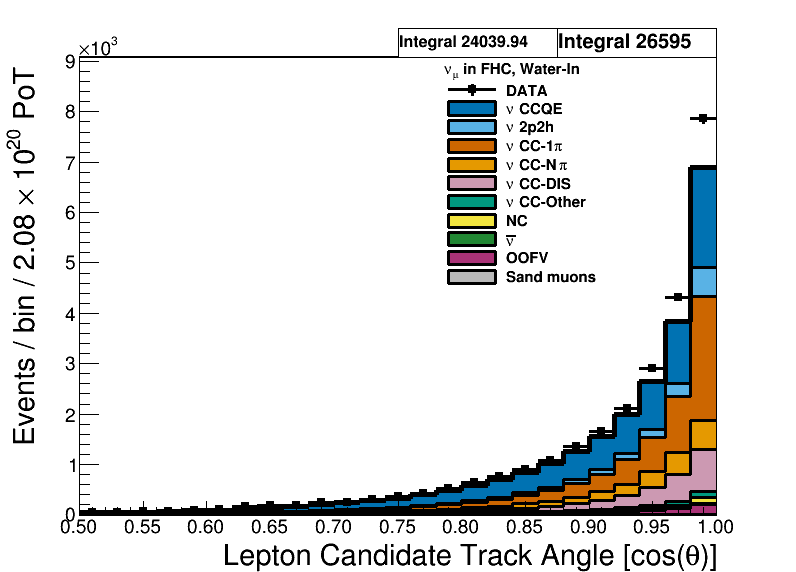 Integral 24039.94 Integral 26595
×10³
ν_μ in FHC, Water-In
DATA
ν CCQE
ν 2p2h
ν CC-1π
ν CC-N π
ν CC-DIS
ν CC-Other
NC
ν̅
OOFV
Sand muons
Events / bin / 2.08 × 10²⁰ PoT
9
8
7
6
5
4
3
2
1
0
0.50 0.55 0.60 0.65 0.70 0.75 0.80 0.85 0.90 0.95 1.00
Lepton Candidate Track Angle [cos(θ)]